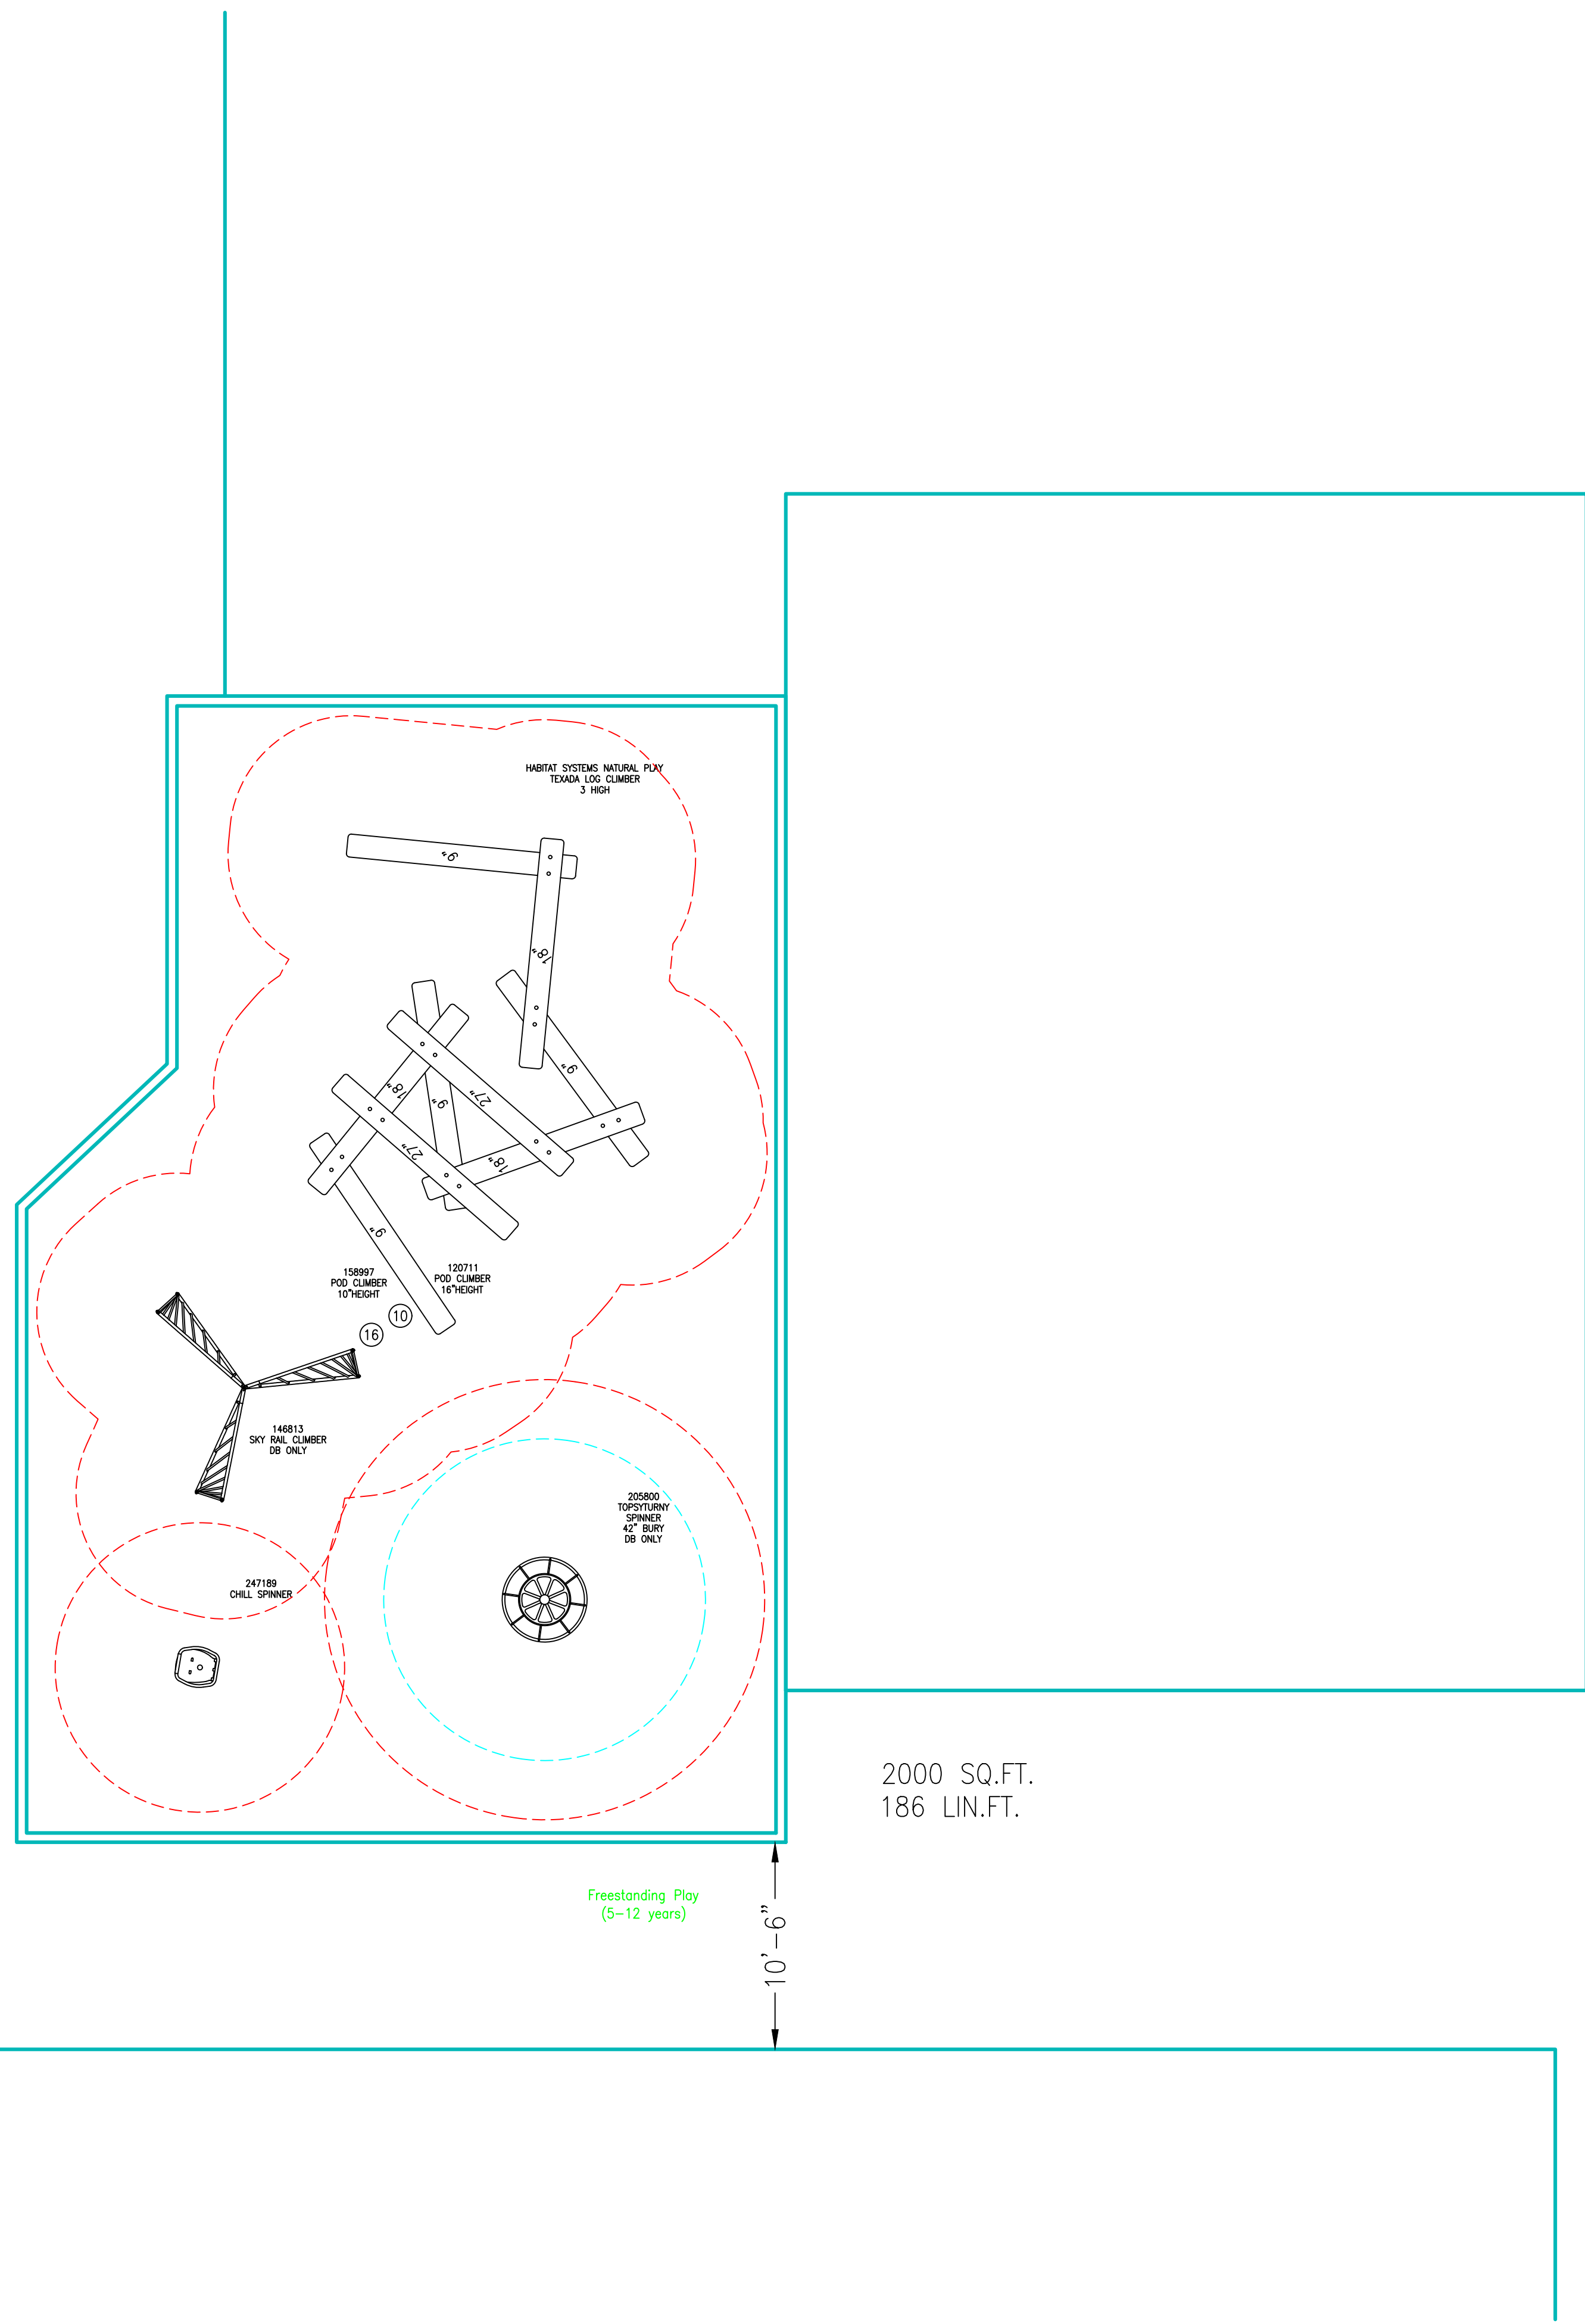 HABITAT SYSTEMS NATURAL PLAY
TEXADA LOG CLIMBER
3 HIGH
9"
18"
9"
18"
27"
9"
27"
18"
9"
158997
POD CLIMBER
10"HEIGHT
120711
POD CLIMBER
16"HEIGHT
10
16
146813
SKY RAIL CLIMBER
DB ONLY
205800
TOPSYTURNY
SPINNER
42" BURY
DB ONLY
247189
CHILL SPINNER
2000 SQ.FT.
186 LIN.FT.
Freestanding Play
(5-12 years)
10'-6"